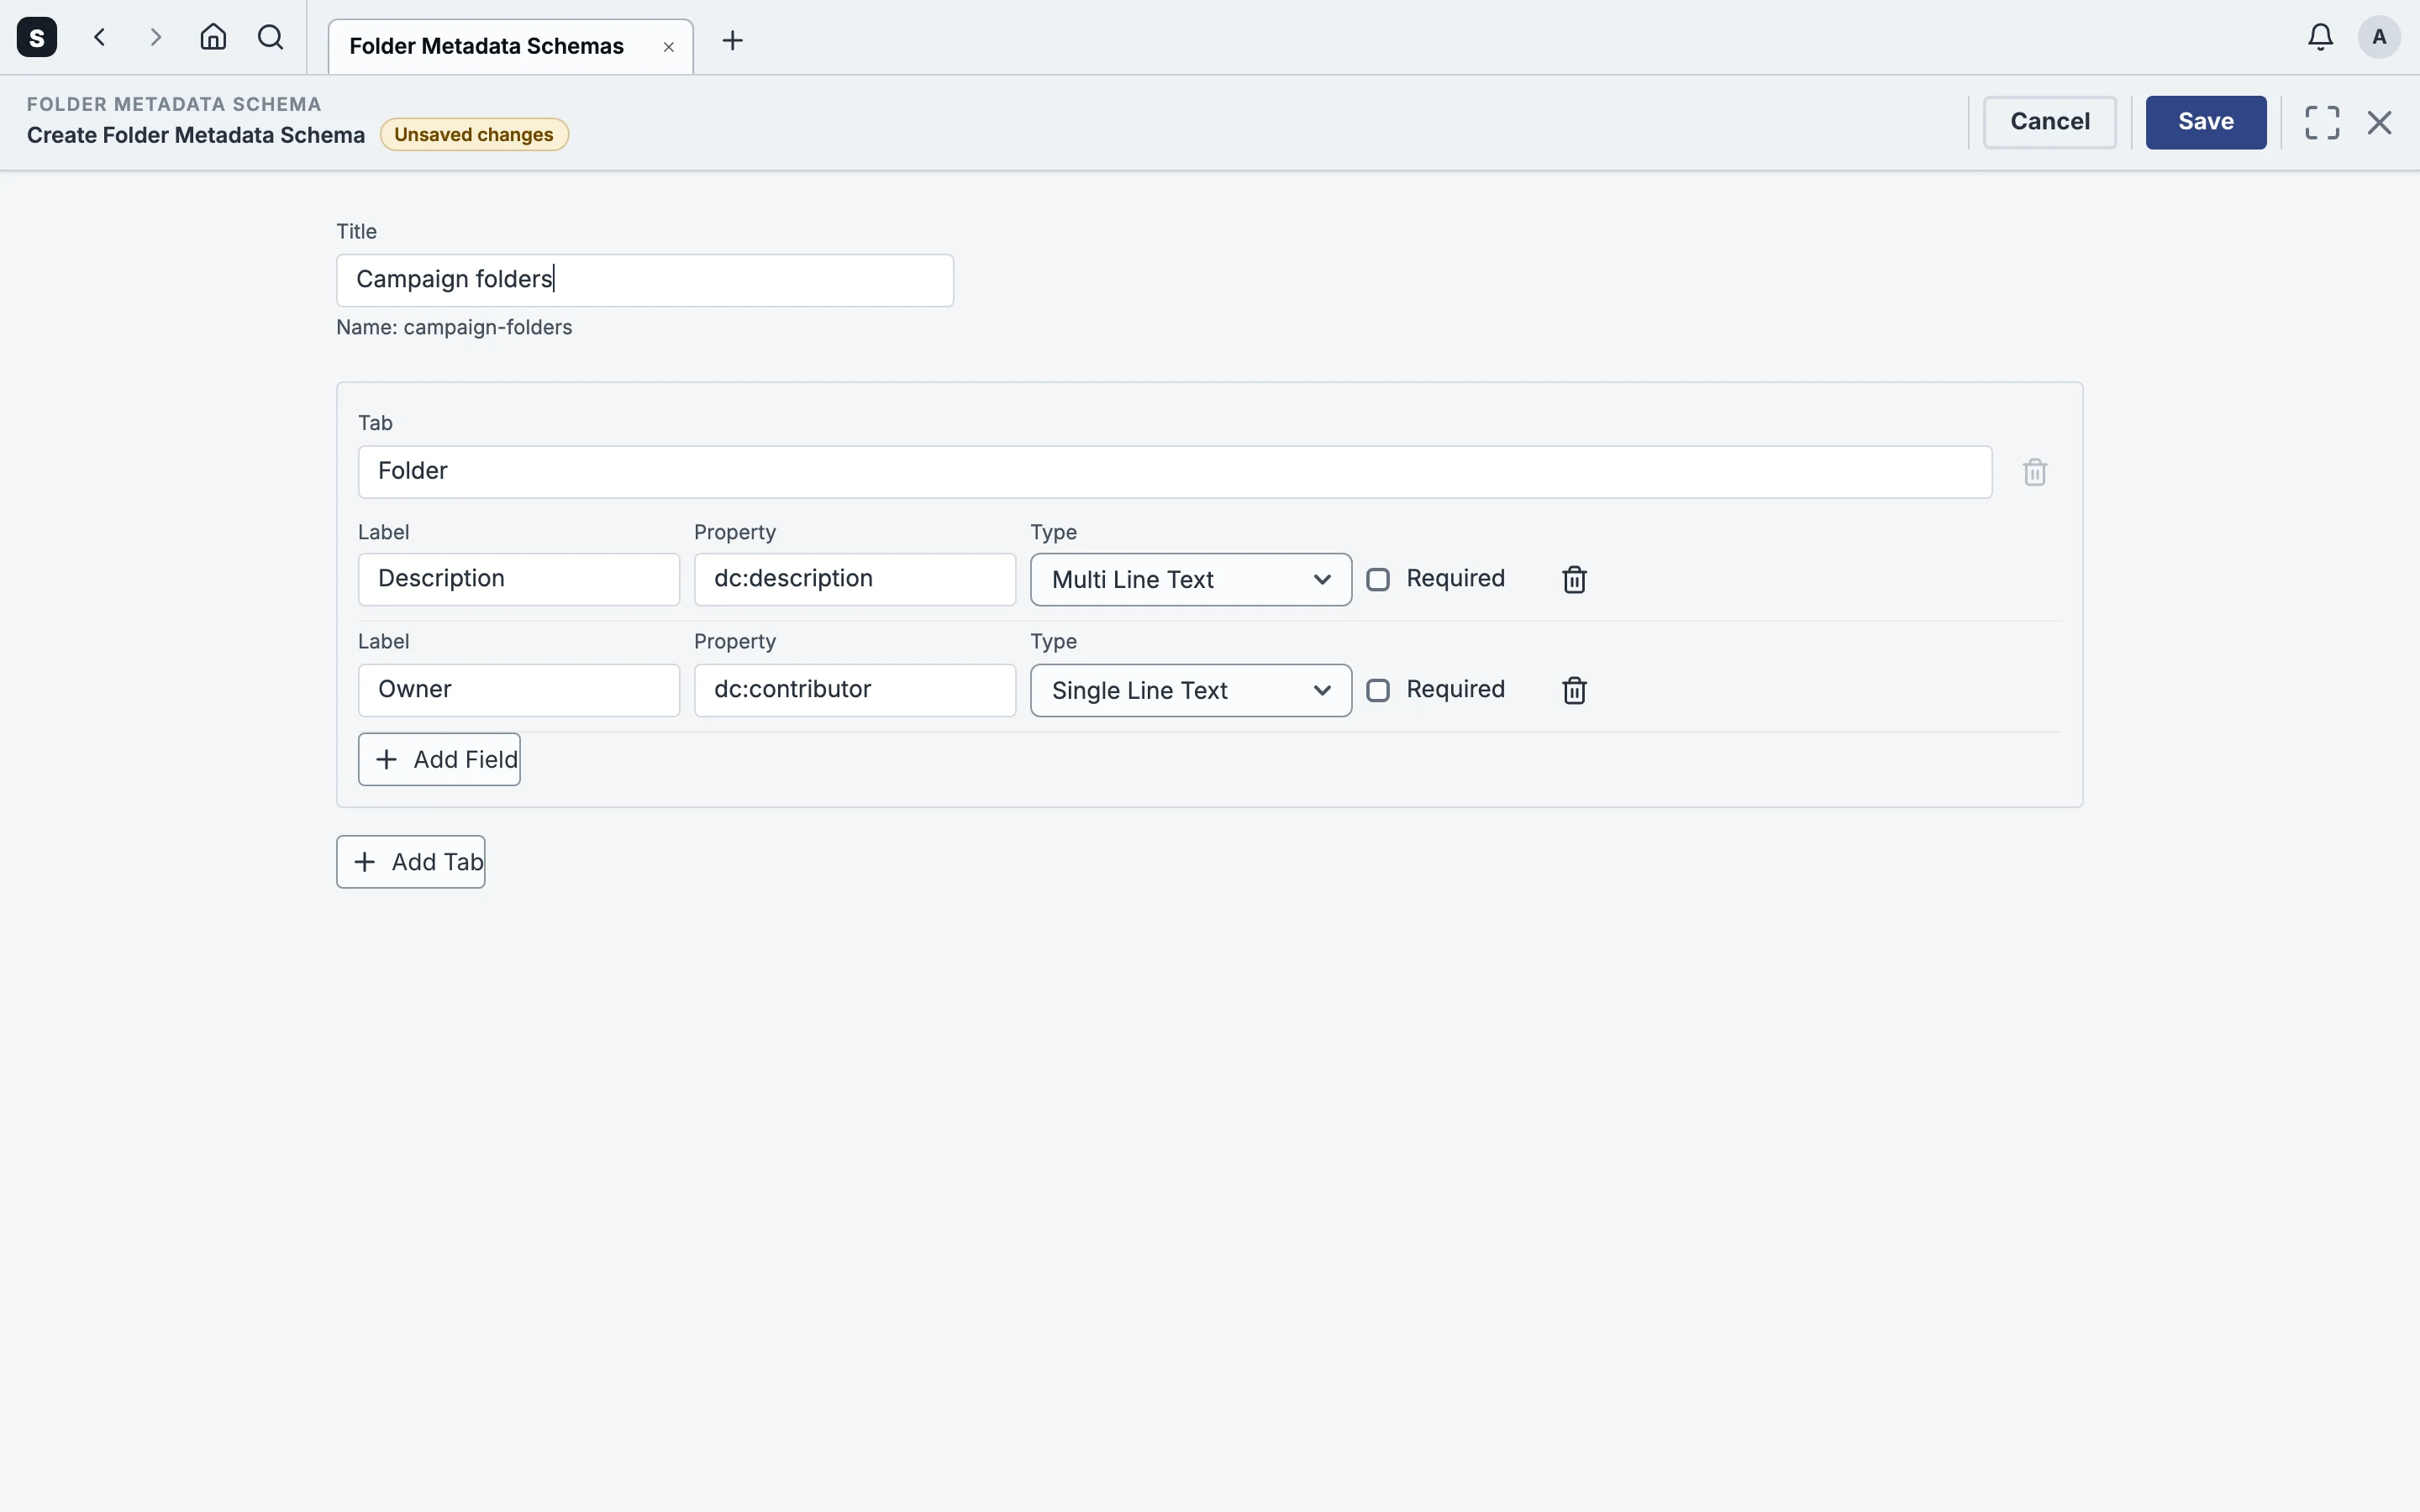 S
Folder Metadata Schemas
A
FOLDER METADATA SCHEMA
Create Folder Metadata Schema
Unsaved changes
Cancel
Save
Title
Campaign folders
Name: campaign-folders
Tab
Folder
Label Property Type
Description dc:description Multi Line Text Required
Label Property Type
Owner dc:contributor Single Line Text Required
Add Field
Add Tab